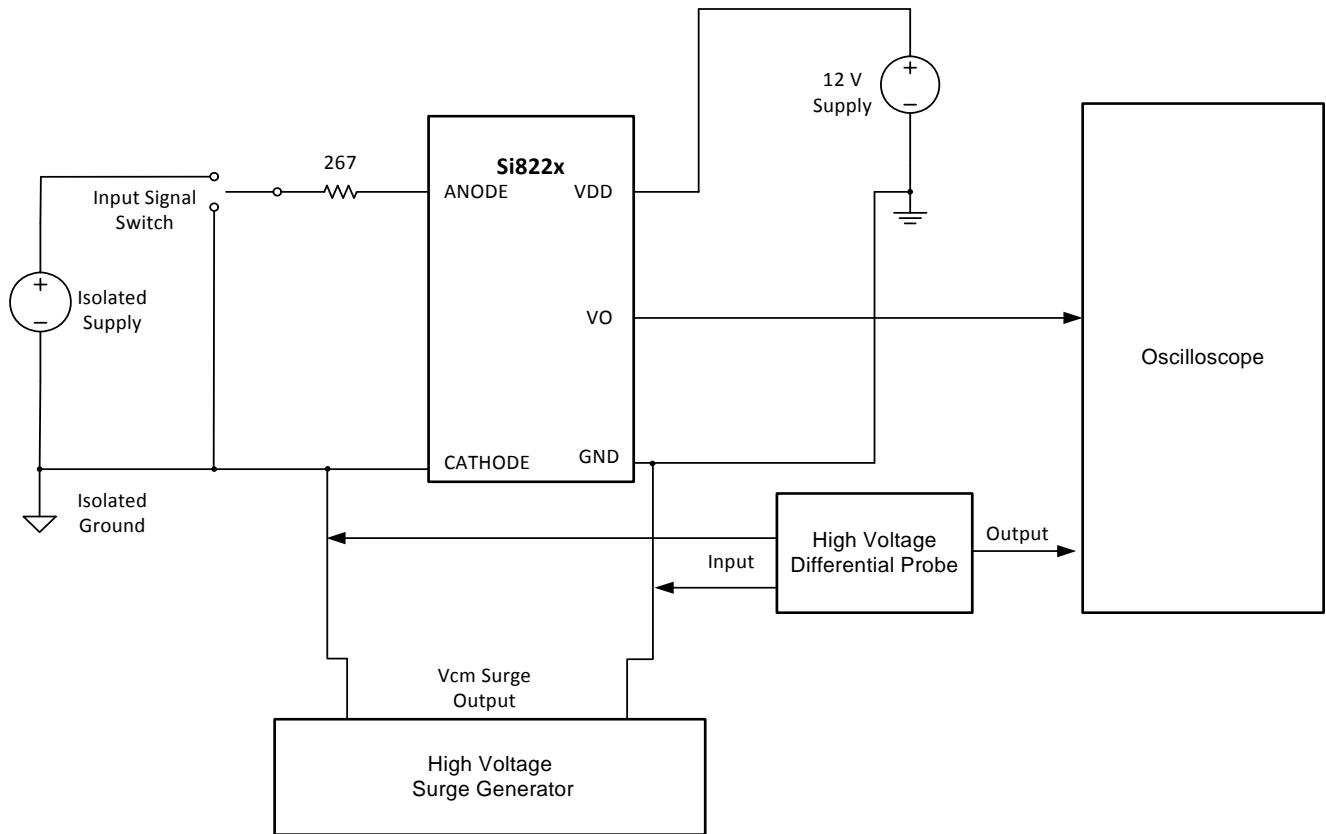 12 V
Supply
Si822x
267
ANODE
VDD
Input Signal
Switch
+
−
+
−
Isolated
Supply
VO
Oscilloscope
CATHODE
GND
Isolated
Ground
High Voltage
Differential Probe
Input
Output
Vcm Surge
Output
High Voltage
Surge Generator